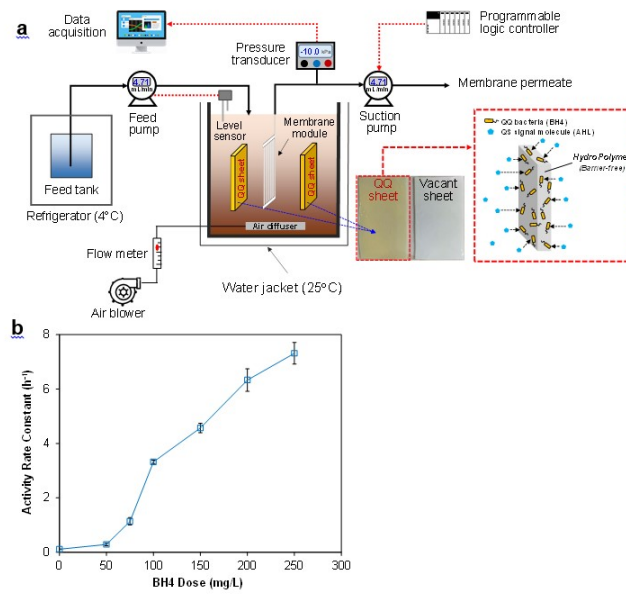 a
Data
acquisition
Pressure
transducer
-10.0 kPa
Programmable
logic controller
4.71
mL/min
Feed
pump
Level
sensor
Membrane
module
4.71
mL/min
Suction
pump
Membrane permeate
Feed tank
Refrigerator (4°C)
QQ sheet
QQ sheet
Air diffuser
QQ
sheet
Vacant
sheet
QQ bacteria (BH4)
QS signal molecule (AHL)
HydroPolymer
(Barrier-free)
Flow meter
Air blower
Water jacket (25°C)
b
Activity Rate Constant (h⁻¹)
8
6
4
2
0
0 50 100 150 200 250 300
BH4 Dose (mg/L)